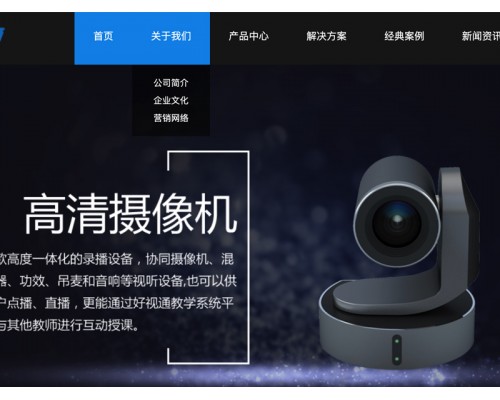 首页 关于我们 产品中心 解决方案 经典案例 新闻资讯
公司简介
企业文化
营销网络
高清摄像机
款高度一体化的录播设备，协同摄像机、混
器、功效、吊麦和音响等视听设备,也可以供
户点播、直播，更能通过好视通教学系统平
与其他教师进行互动授课。